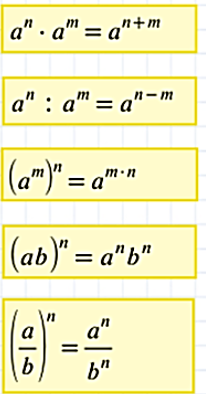 aⁿ · aᵐ = aⁿ⁺ᵐ
aⁿ : aᵐ = aⁿ⁻ᵐ
(aᵐ)ⁿ = aᵐ·ⁿ
(ab)ⁿ = aⁿbⁿ
(a/b)ⁿ = aⁿ/bⁿ